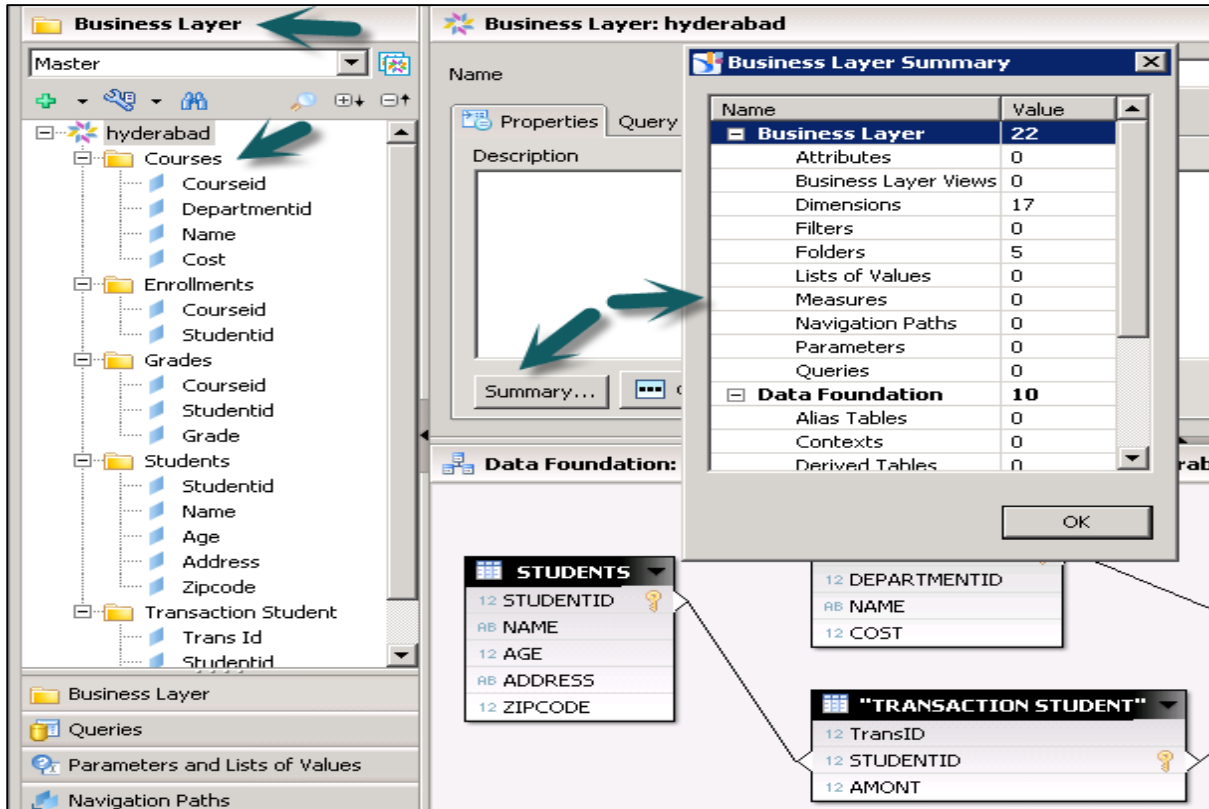 Business Layer
Master
hyderabad
Courses
Courseid
Departmentid
Name
Cost
Enrollments
Courseid
Studentid
Grades
Courseid
Studentid
Grade
Students
Studentid
Name
Age
Address
Zipcode
Transaction Student
Trans Id
Studentid
Business Layer
Queries
Parameters and Lists of Values
Navigation Paths
Business Layer: hyderabad
Name
Properties Query
Description
Summary...
Business Layer Summary
Name Value
Business Layer 22
Attributes 0
Business Layer Views 0
Dimensions 17
Filters 0
Folders 5
Lists of Values 0
Measures 0
Navigation Paths 0
Parameters 0
Queries 0
Data Foundation 10
Alias Tables 0
Contexts 0
Derived Tables 0
OK
Data Foundation:
STUDENTS
12 STUDENTID
AB NAME
12 AGE
AB ADDRESS
12 ZIPCODE
12 DEPARTMENTID
AB NAME
12 COST
"TRANSACTION STUDENT"
12 TransID
12 STUDENTID
12 AMONT